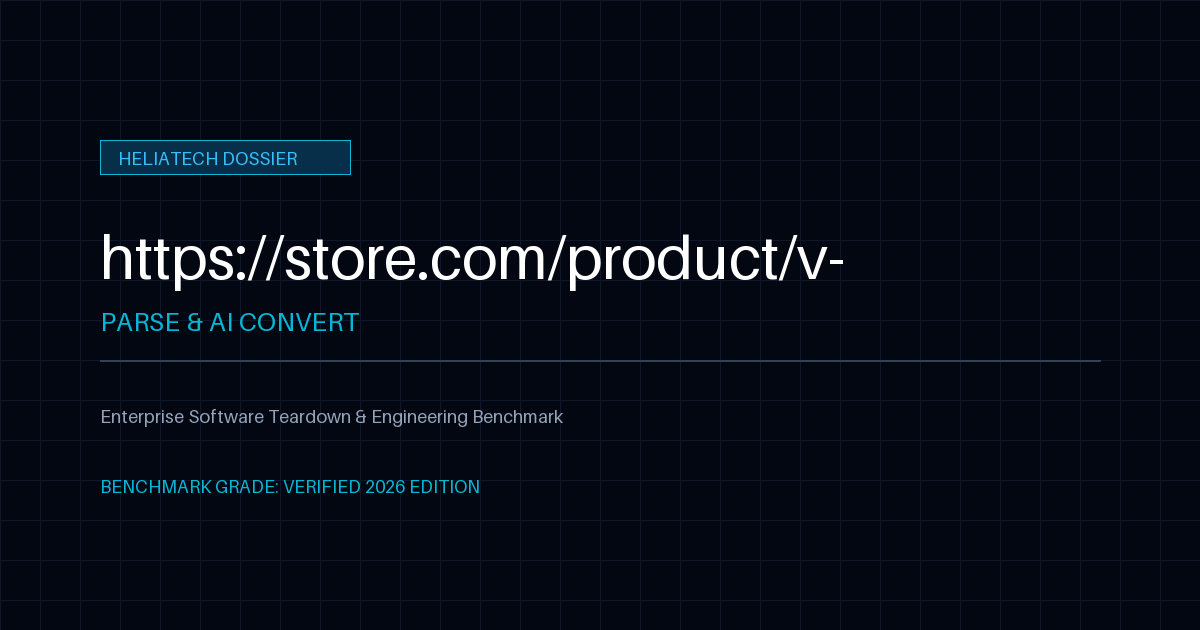 HELIATECH DOSSIER
https://store.com/product/v-
PARSE & AI CONVERT
Enterprise Software Teardown & Engineering Benchmark
BENCHMARK GRADE: VERIFIED 2026 EDITION